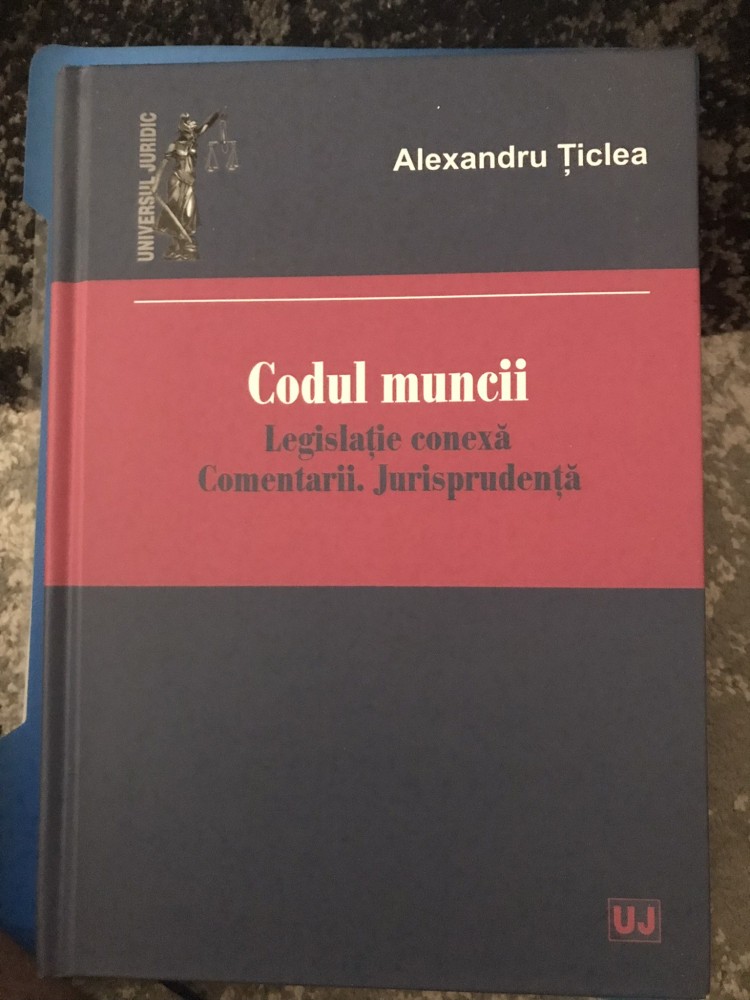 UNIVERSUL JURIDIC
Alexandru Țiclea
Codul muncii
Legislație conexă
Comentarii. Jurisprudență
UJ